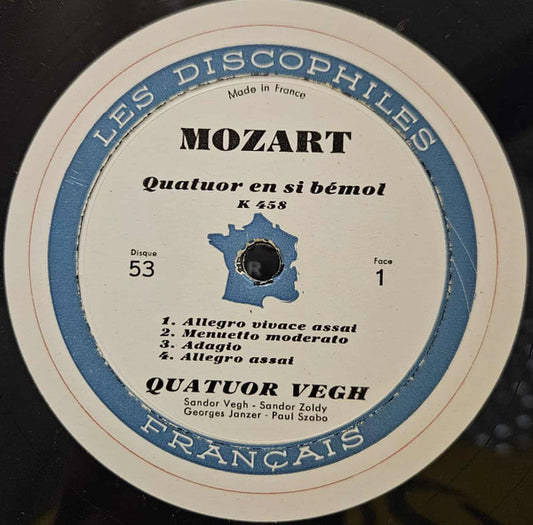 LES DISCOPHILES
Made in France
MOZART
Quatuor en si bémol
K 458
Disque
53
Face
1
1. Allegro vivace assai
2. Menuetto moderato
3. Adagio
4. Allegro assai
QUATUOR VEGH
Sandor Vegh - Sandor Zoldy
Georges Janzer - Paul Szabo
FRANÇAIS